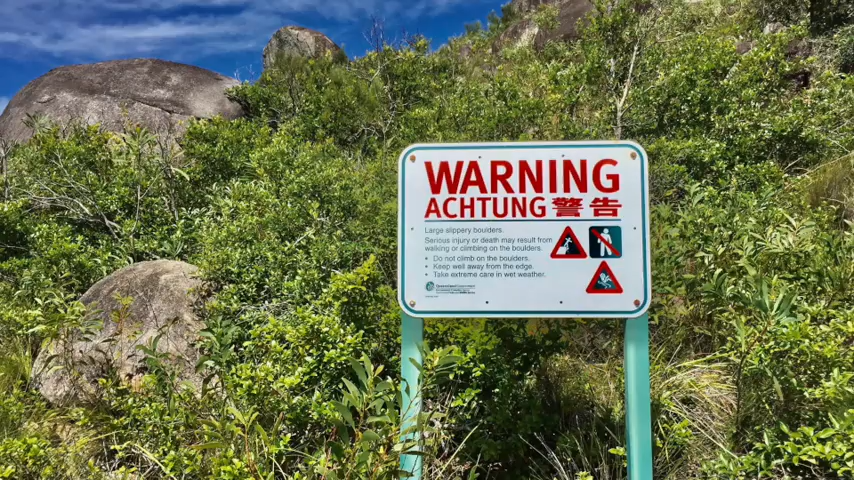 WARNING
ACHTUNG 警告
Large slippery boulders.
Serious injury or death may result from
walking or climbing on the boulders.
• Do not climb on the boulders.
• Keep well away from the edge.
• Take extreme care in wet weather.
Queensland Government